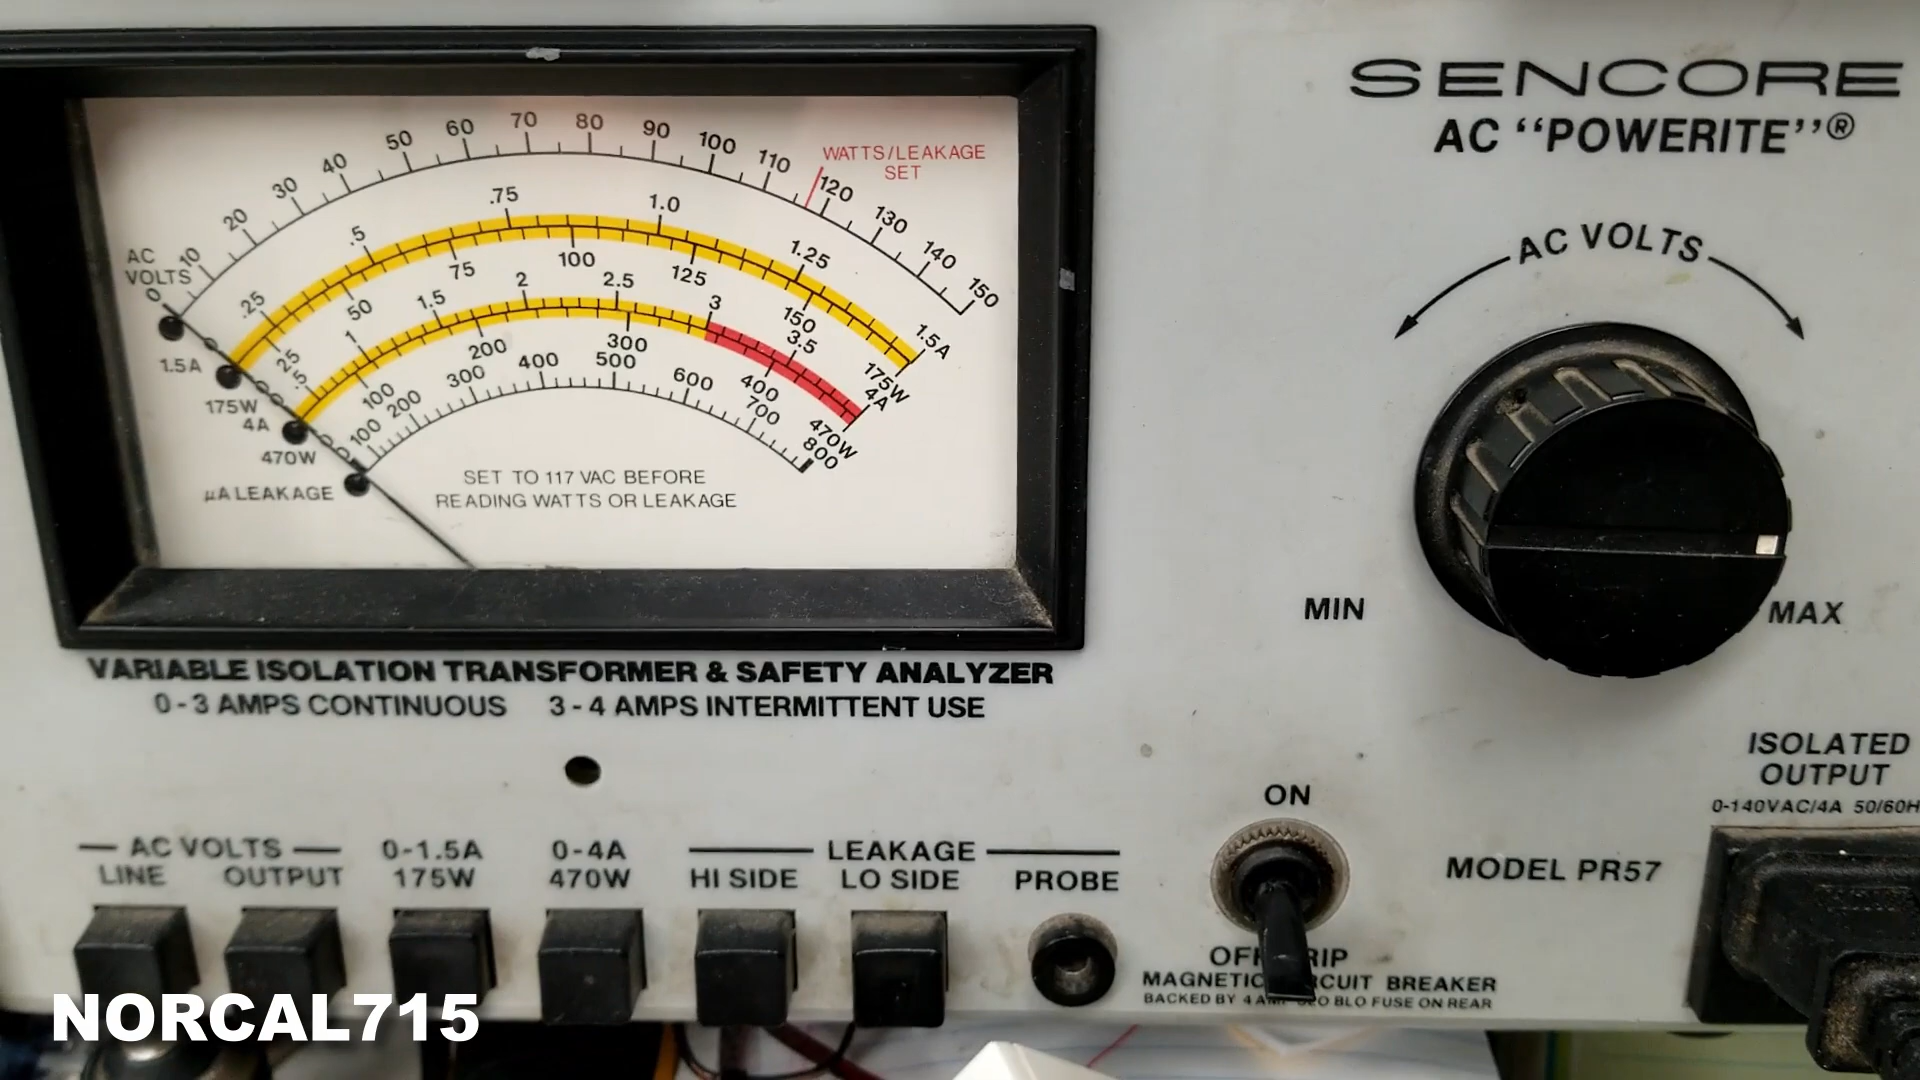 SENCORE
AC “POWERITE”®
AC VOLTS
MIN
MAX
AC
VOLTS
0 10 20 30 40 50 60 70 80 90 100 110 120 130 140 150
WATTS/LEAKAGE
SET
0 .25 .5 .75 1.0 1.25 1.5A
1.5A
0 25 50 75 100 125 150 175W
175W
0 .5 1 1.5 2 2.5 3 3.5 4A
4A
0 100 200 300 400 470W
470W
0 100 200 300 400 500 600 700 800
µA LEAKAGE
SET TO 117 VAC BEFORE
READING WATTS OR LEAKAGE
VARIABLE ISOLATION TRANSFORMER & SAFETY ANALYZER
0-3 AMPS CONTINUOUS 3-4 AMPS INTERMITTENT USE
ISOLATED
OUTPUT
0-140VAC/4A 50/60H
ON
AC VOLTS
LINE OUTPUT
0-1.5A
175W
0-4A
470W
LEAKAGE
HI SIDE LO SIDE PROBE
MODEL PR57
OFF
MAGNETIC BREAKER
BACKED BY 4 BLO FUSE ON REAR
NORCAL715